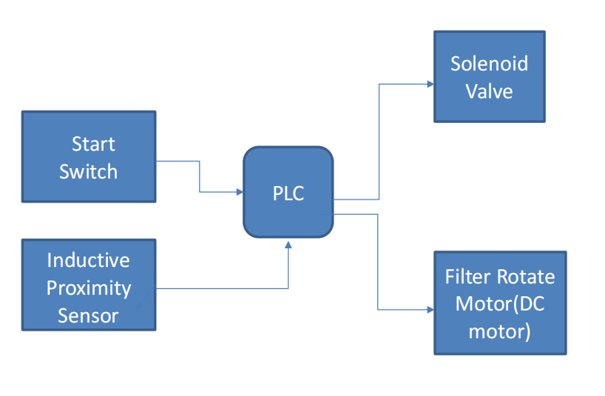 Start
Switch
Inductive
Proximity
Sensor
PLC
Solenoid
Valve
Filter Rotate
Motor(DC
motor)